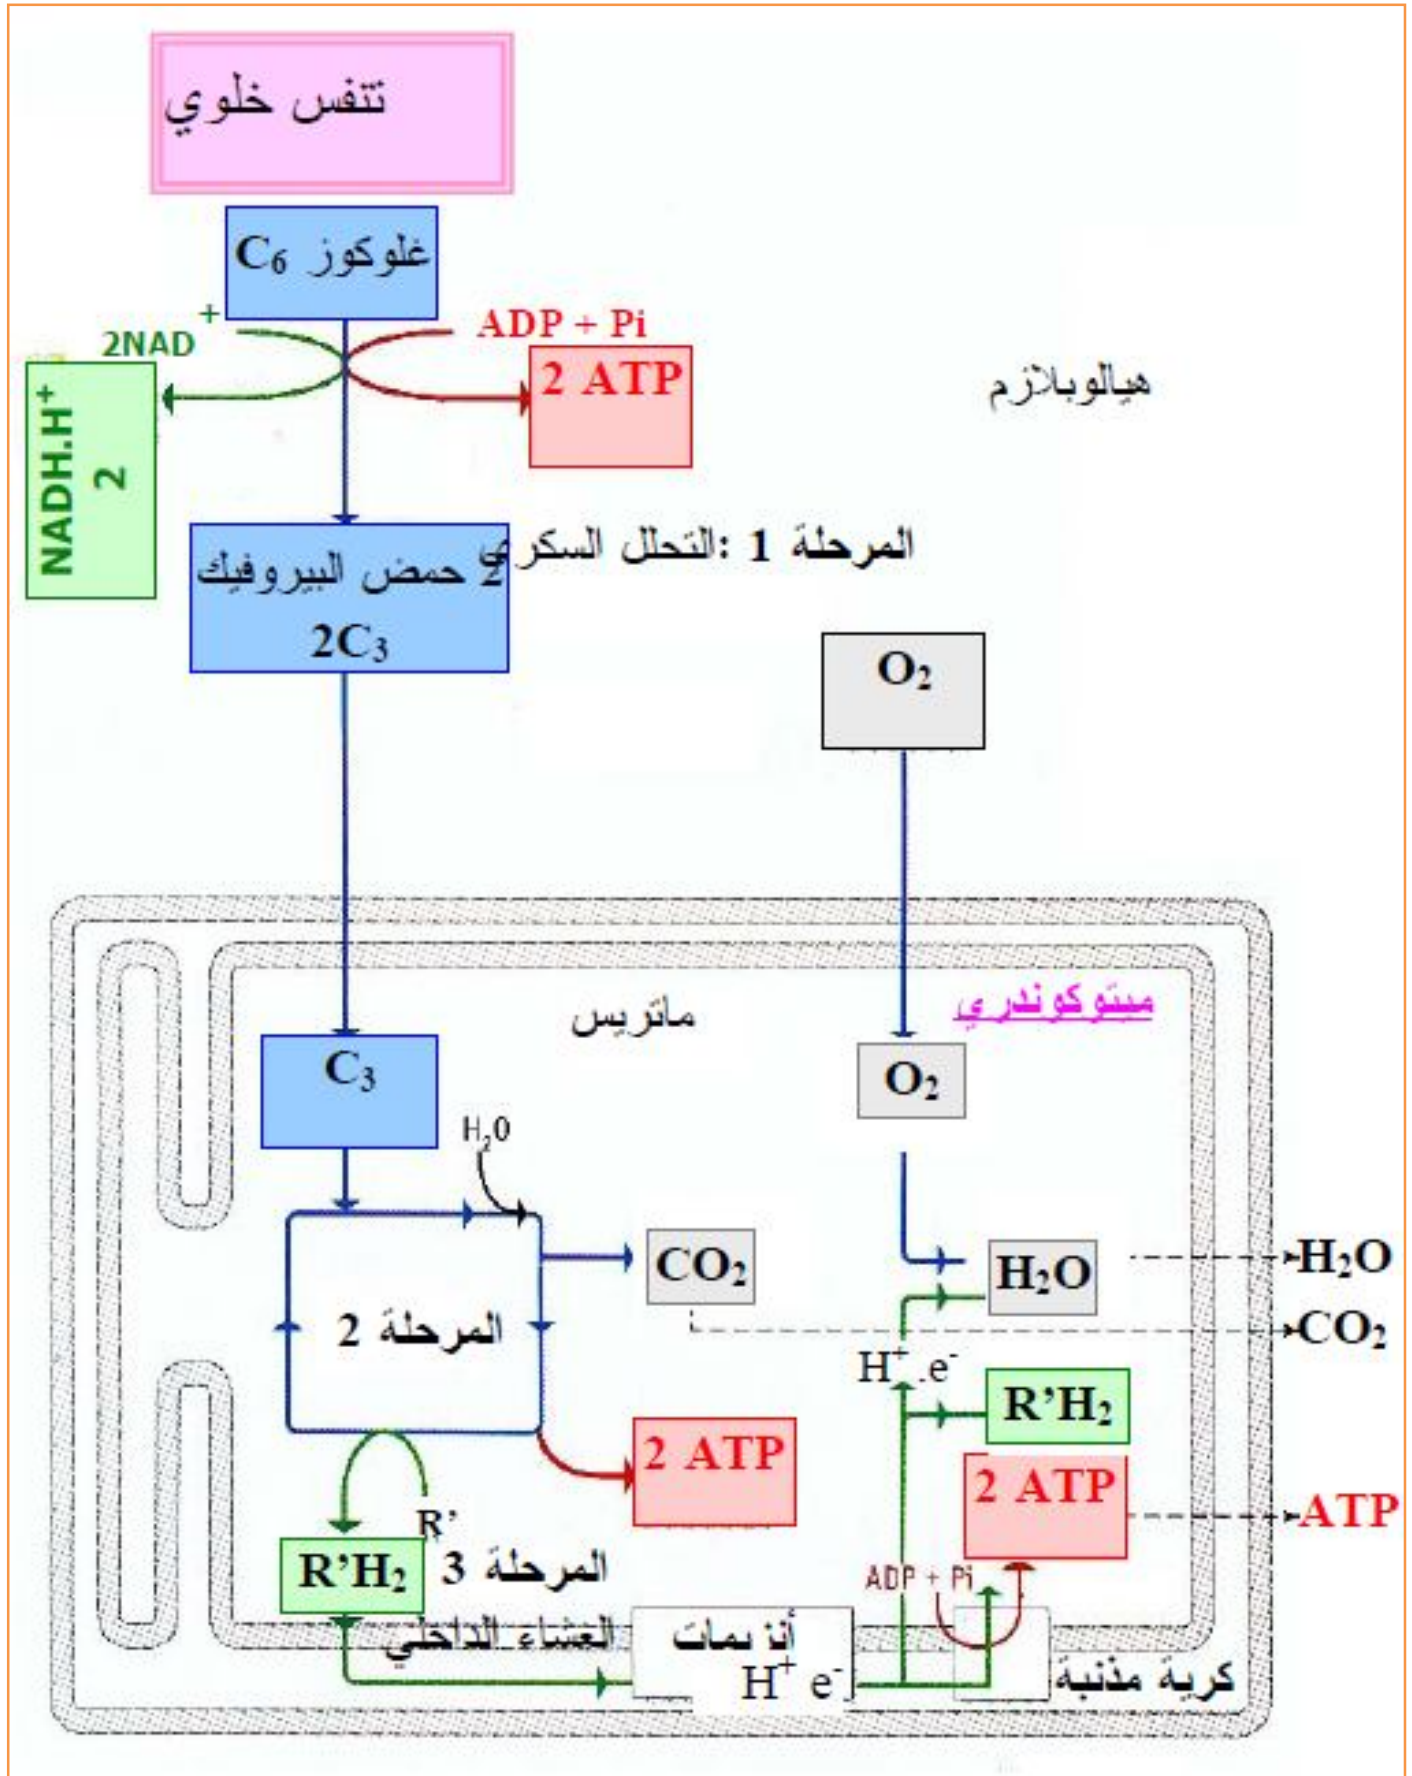 تنفس خلوي
غلوكوز C₆
2NAD⁺
ADP + Pi
2 ATP
NADH.H⁺
2
هيالوبلازم
المرحلة 1 :التحلل السكري
2 حمض البيروفيك
2C₃
O₂
ميتوكوندري
ماتريس
C₃
O₂
H₂O
CO₂
H₂O
H₂O
CO₂
المرحلة 2
H⁺ .e⁻
R’H₂
2 ATP
2 ATP
ATP
R’
R’H₂
المرحلة 3
ADP + Pi
الغشاء الداخلي
أنزيمات
H⁺ e⁻
كرية مذنبة